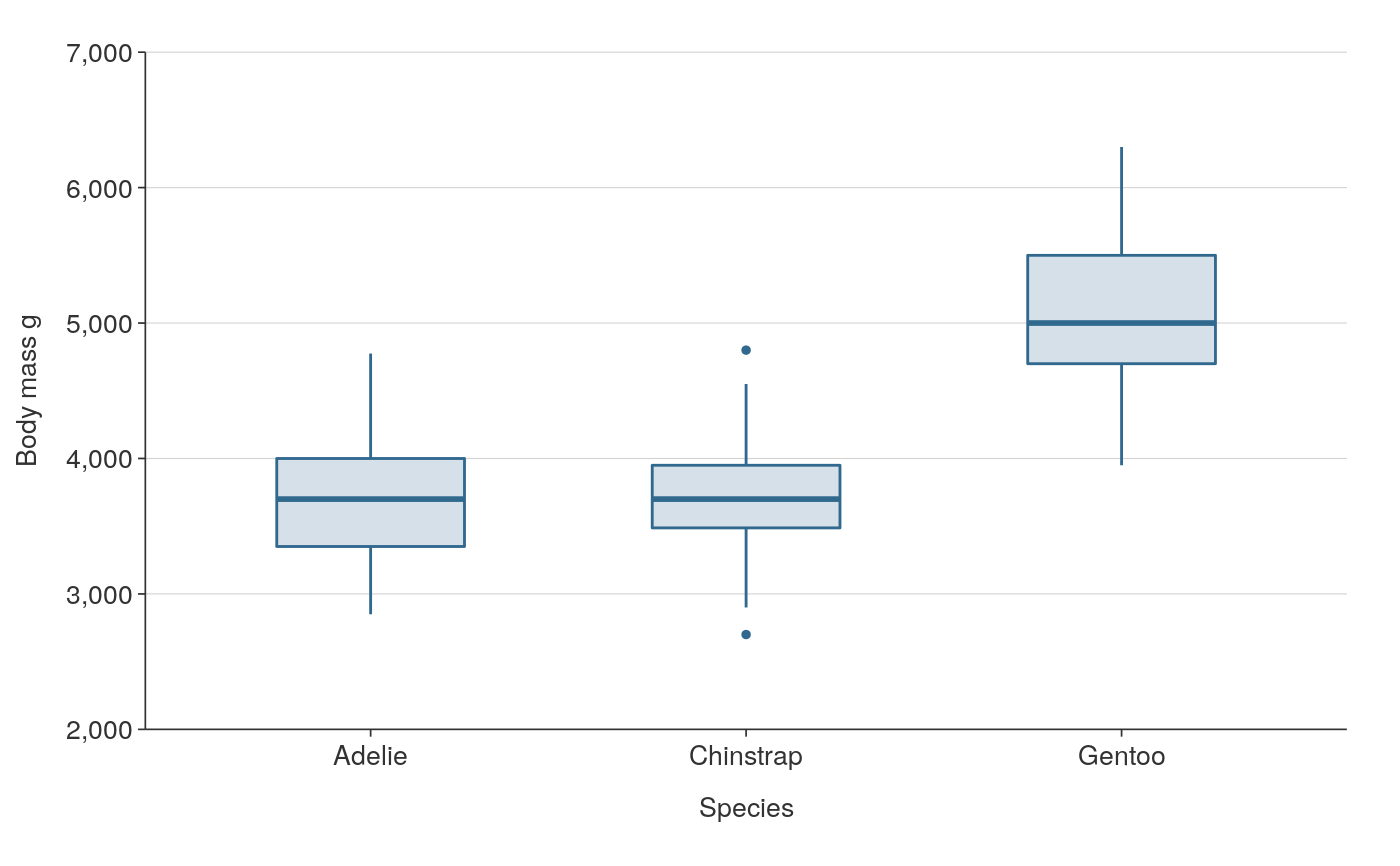 7,000
6,000
5,000
4,000
3,000
2,000
Body mass g
Adelie
Chinstrap
Gentoo
Species